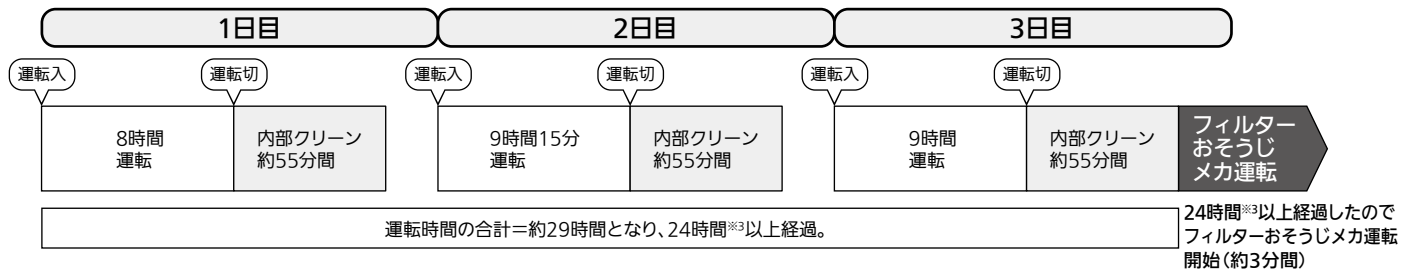 1日目
2日目
3日目
運転入
運転切
運転入
運転切
運転入
運転切
8時間
運転
内部クリーン
約55分間
9時間15分
運転
内部クリーン
約55分間
9時間
運転
内部クリーン
約55分間
フィルター
おそうじ
メカ運転
運転時間の合計=約29時間となり、24時間※3以上経過。
24時間※3以上経過したので
フィルターおそうじメカ運転
開始（約3分間）